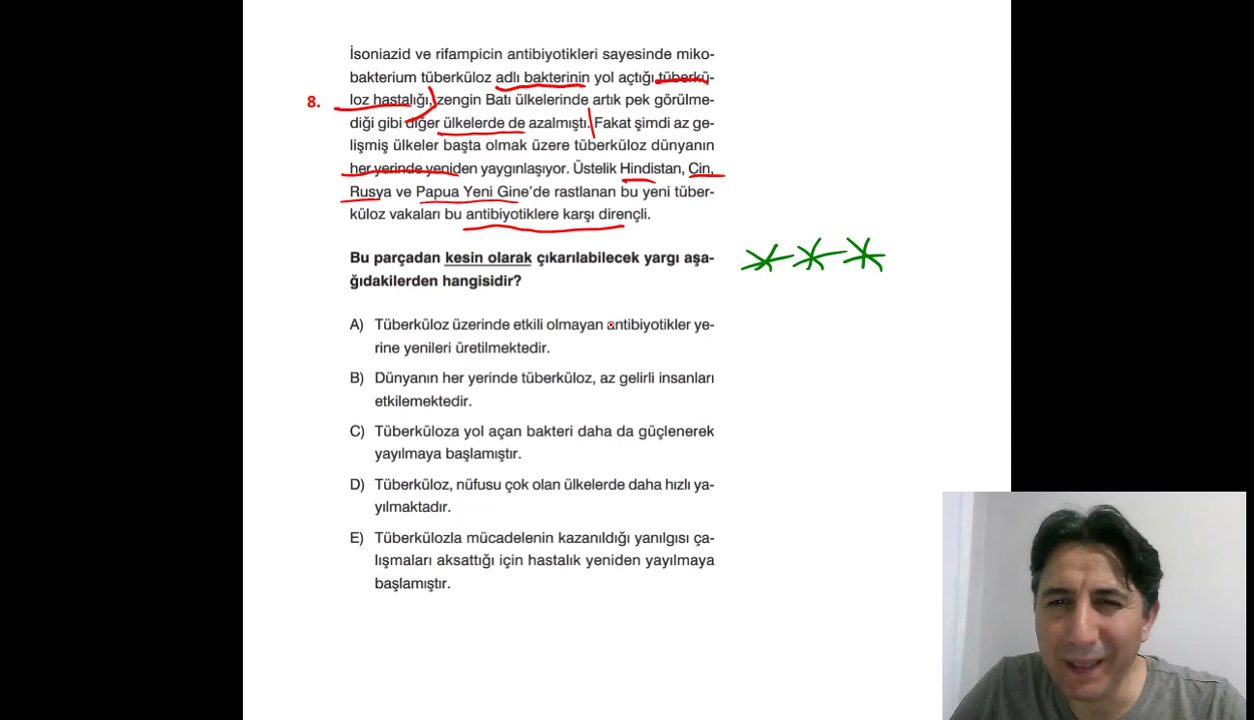 İsoniazid ve rifampicin antibiyotikleri sayesinde miko-
bakterium tüberküloz adlı bakterinin yol açtığı tüberkü-
8. loz hastalığı, zengin Batı ülkelerinde artık pek görülme-
diği gibi diğer ülkelerde de azalmıştı. Fakat şimdi az ge-
lişmiş ülkeler başta olmak üzere tüberküloz dünyanın
her yerinde yeniden yaygınlaşıyor. Üstelik Hindistan, Çin,
Rusya ve Papua Yeni Gine'de rastlanan bu yeni tüber-
küloz vakaları bu antibiyotiklere karşı dirençli.
Bu parçadan kesin olarak çıkarılabilecek yargı aşa-
ğıdakilerden hangisidir?
A) Tüberküloz üzerinde etkili olmayan antibiyotikler ye-
rine yenileri üretilmektedir.
B) Dünyanın her yerinde tüberküloz, az gelirli insanları
etkilemektedir.
C) Tüberküloza yol açan bakteri daha da güçlenerek
yayılmaya başlamıştır.
D) Tüberküloz, nüfusu çok olan ülkelerde daha hızlı ya-
yılmaktadır.
E) Tüberkülozla mücadelenin kazanıldığı yanılgısı ça-
lışmaları aksattığı için hastalık yeniden yayılmaya
başlamıştır.